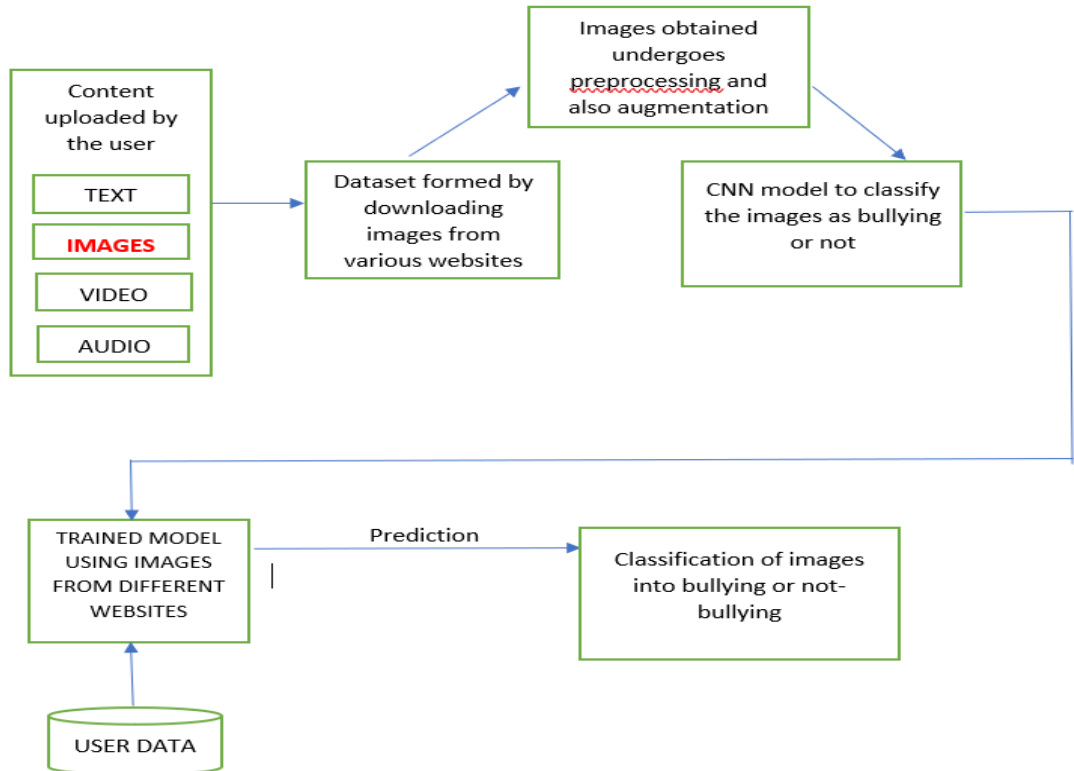 Content
uploaded by
the user
TEXT
IMAGES
VIDEO
AUDIO
Dataset formed by
downloading
images from
various websites
Images obtained
undergoes
preprocessing and
also augmentation
CNN model to classify
the images as bullying
or not
TRAINED MODEL
USING IMAGES
FROM DIFFERENT
WEBSITES
Prediction
Classification of images
into bullying or not-
bullying
USER DATA